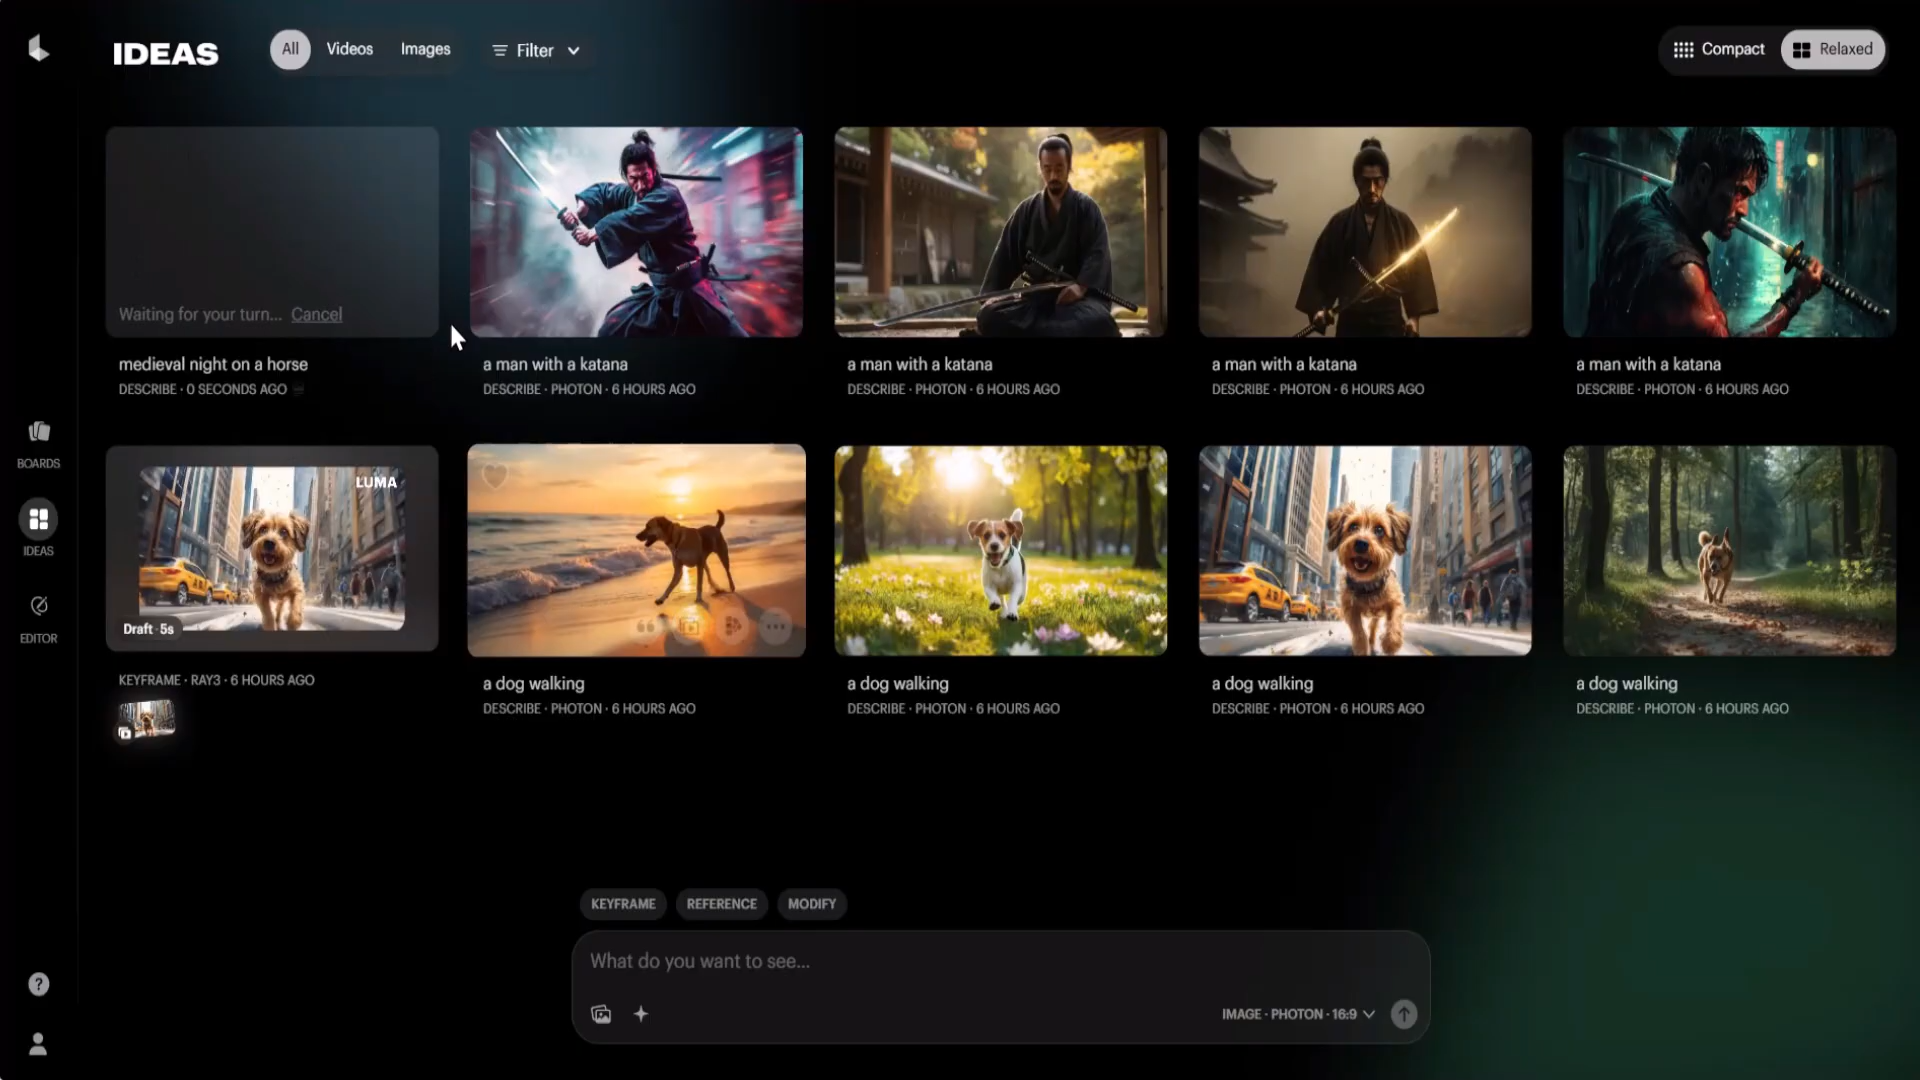 IDEAS
All
Videos
Images
Filter
Compact
Relaxed
Waiting for your turn... Cancel
medieval night on a horse
DESCRIBE · 0 SECONDS AGO
a man with a katana
DESCRIBE · PHOTON · 6 HOURS AGO
a man with a katana
DESCRIBE · PHOTON · 6 HOURS AGO
a man with a katana
DESCRIBE · PHOTON · 6 HOURS AGO
a man with a katana
DESCRIBE · PHOTON · 6 HOURS AGO
BOARDS
IDEAS
EDITOR
LUMA
Draft · 5s
KEYFRAME · RAY3 · 6 HOURS AGO
a dog walking
DESCRIBE · PHOTON · 6 HOURS AGO
a dog walking
DESCRIBE · PHOTON · 6 HOURS AGO
a dog walking
DESCRIBE · PHOTON · 6 HOURS AGO
a dog walking
DESCRIBE · PHOTON · 6 HOURS AGO
KEYFRAME
REFERENCE
MODIFY
What do you want to see...
IMAGE · PHOTON · 16:9
?